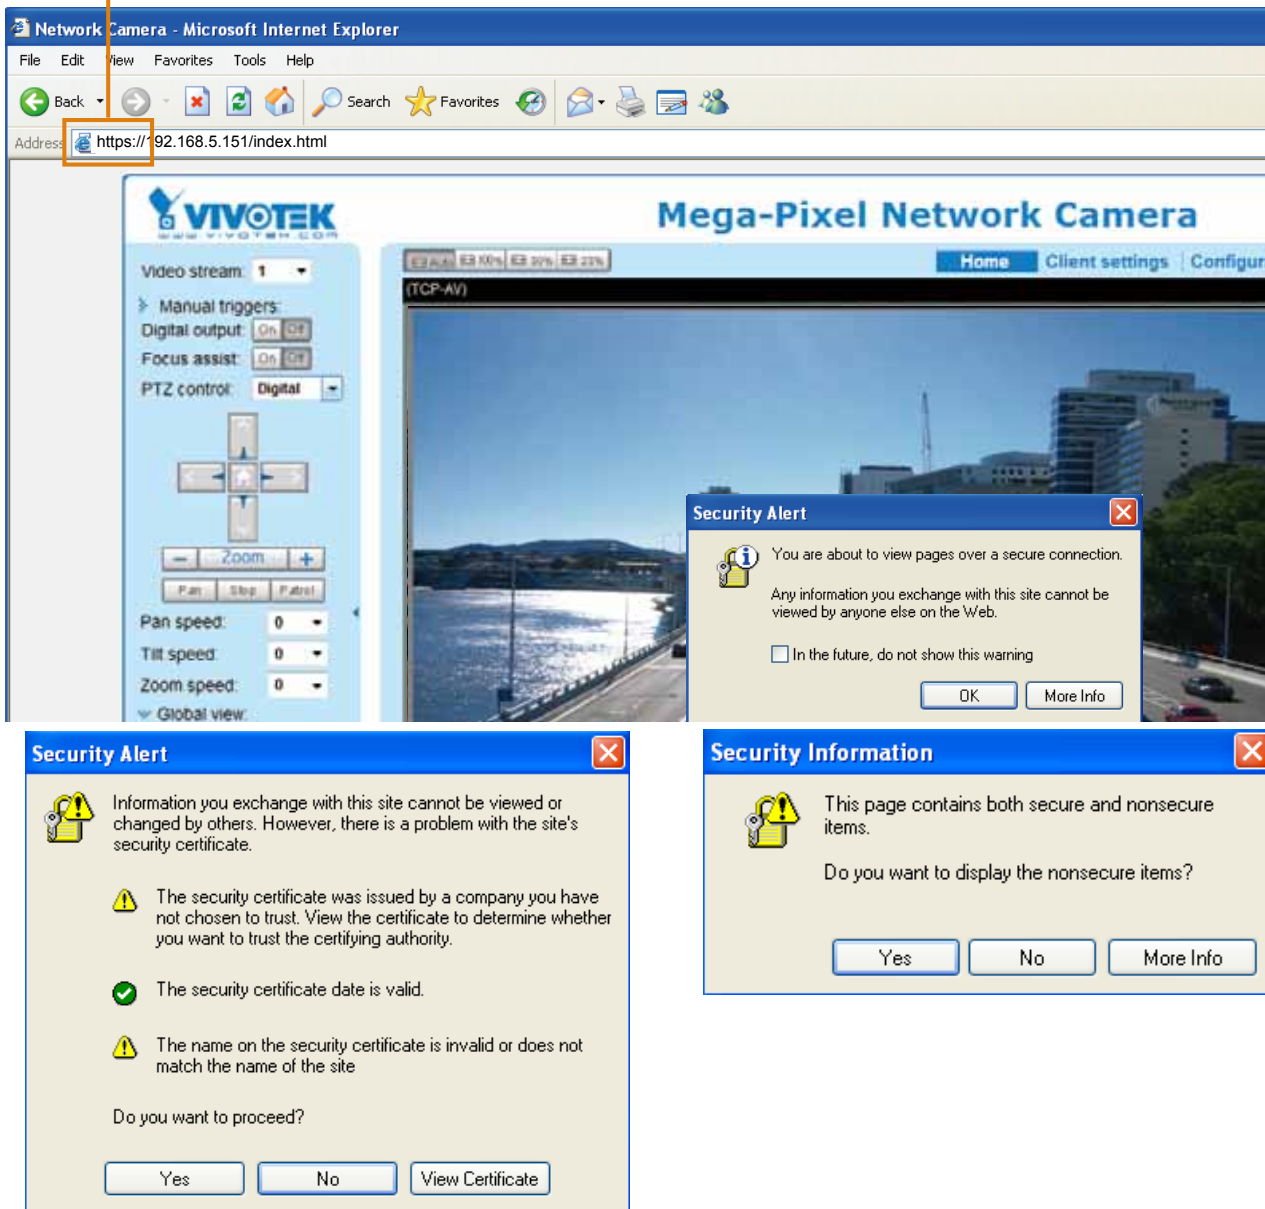 Network Camera - Microsoft Internet Explorer
File Edit View Favorites Tools Help
Back Search Favorites
Address https://192.168.5.151/index.html
VIVOTEK
www.vivotek.com
Mega-Pixel Network Camera
Video stream: 1
Auto 100% 50% 25%
Home Client settings Configur
(TCP-AV)
Manual triggers:
Digital output: On Off
Focus assist: On Off
PTZ control: Digital
Zoom
Pan Stop Patrol
Pan speed: 0
Tilt speed: 0
Zoom speed: 0
Global view:
Security Alert
You are about to view pages over a secure connection.
Any information you exchange with this site cannot be
viewed by anyone else on the Web.
In the future, do not show this warning
OK More Info
Security Alert
Information you exchange with this site cannot be viewed or
changed by others. However, there is a problem with the site's
security certificate.
The security certificate was issued by a company you have
not chosen to trust. View the certificate to determine whether
you want to trust the certifying authority.
The security certificate date is valid.
The name on the security certificate is invalid or does not
match the name of the site
Do you want to proceed?
Yes No View Certificate
Security Information
This page contains both secure and nonsecure
items.
Do you want to display the nonsecure items?
Yes No More Info